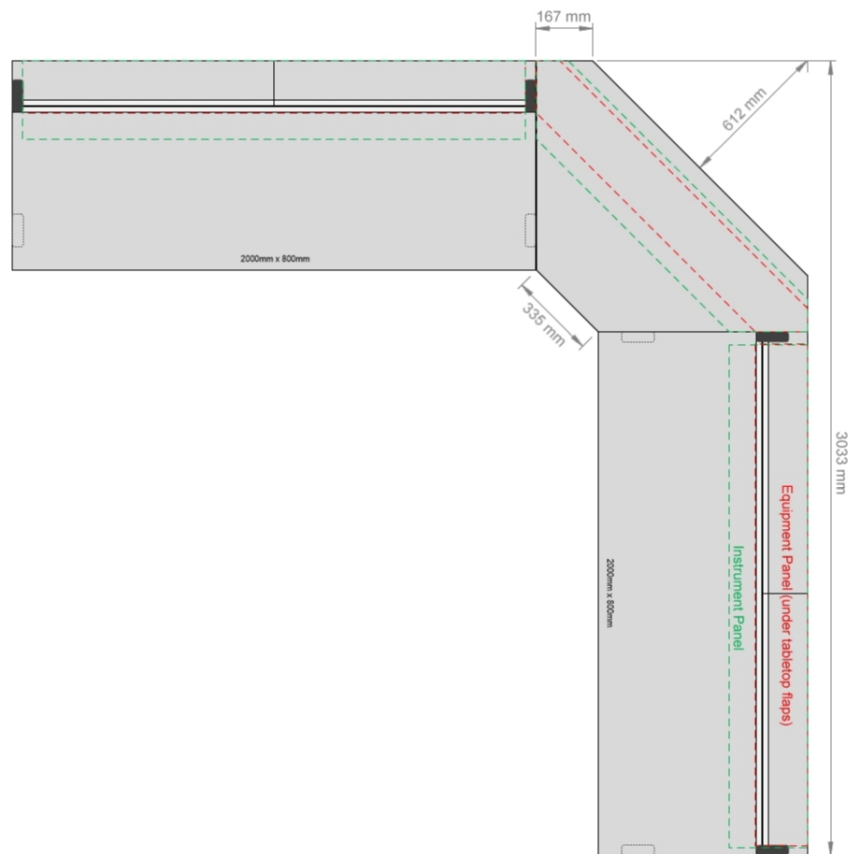 167 mm
612 mm
2000mm x 800mm
335 mm
3033 mm
Equipment Panel (under tabletop flaps)
Instrument Panel
2000mm x 800mm